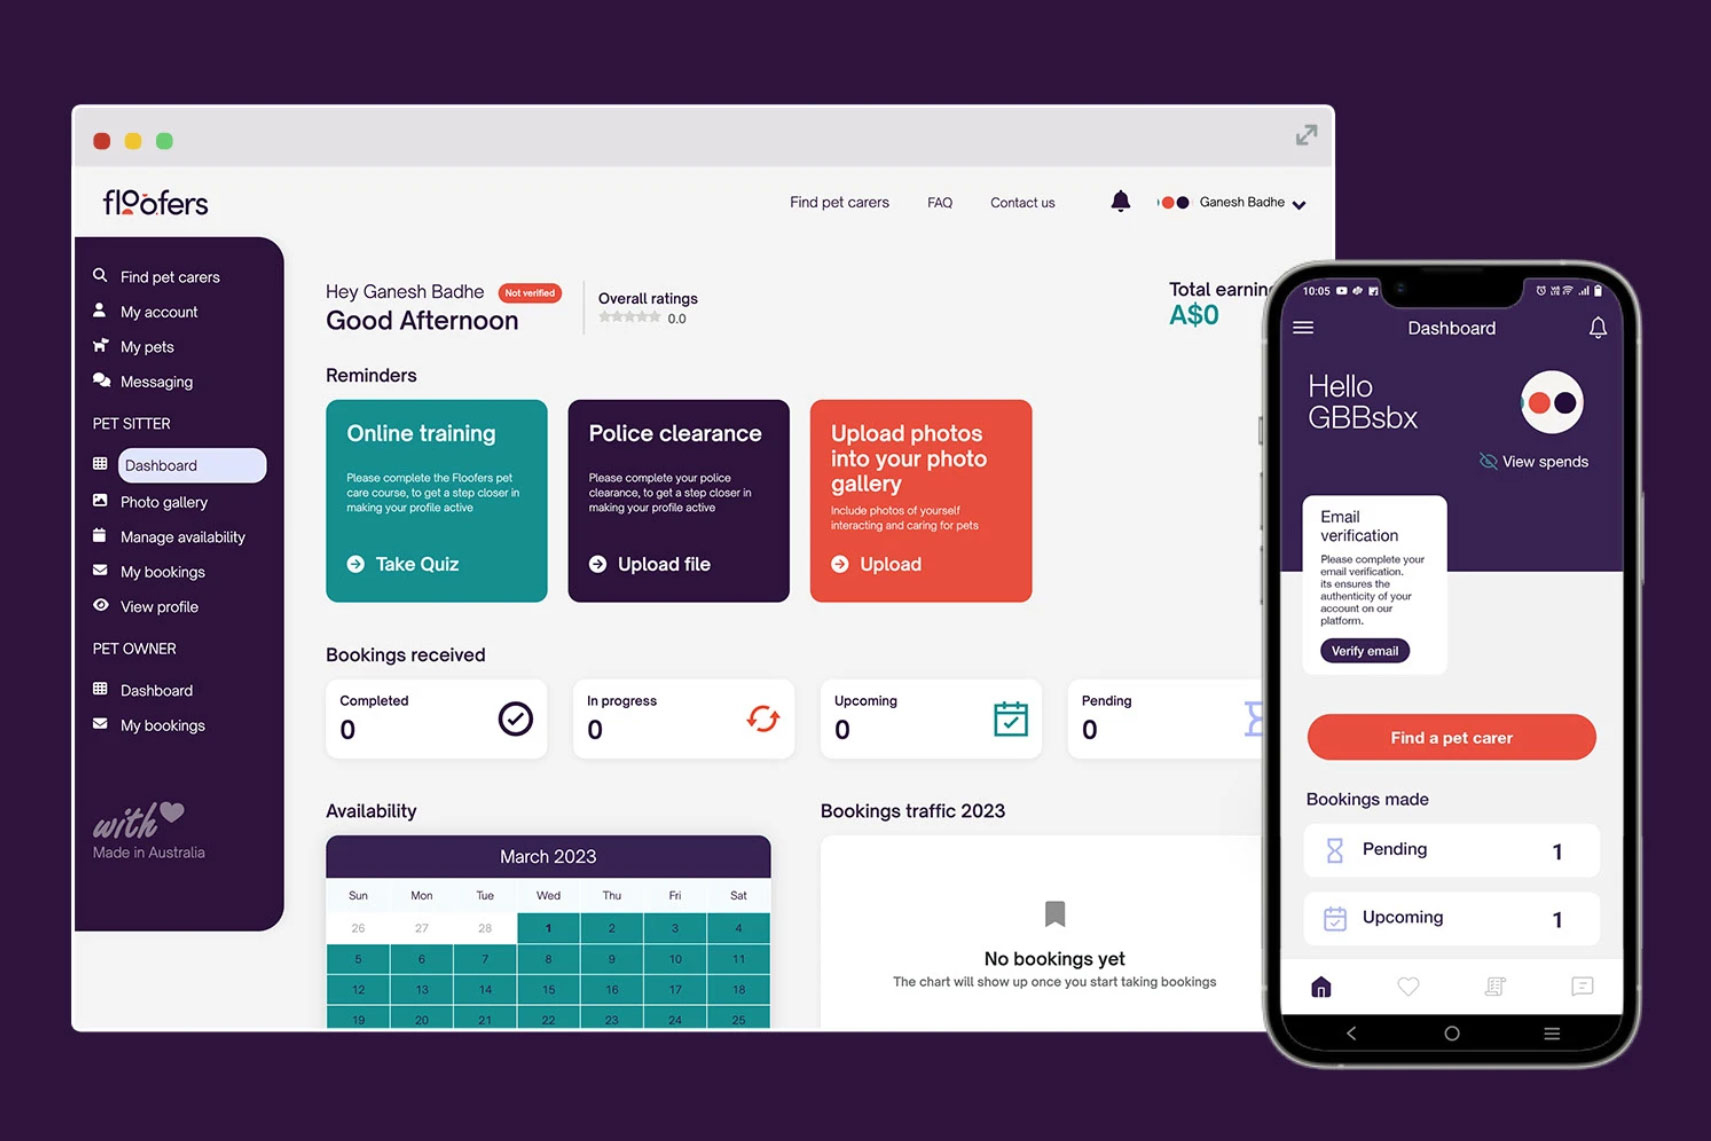 floofers
Find pet carers
FAQ
Contact us
Ganesh Badhe
Find pet carers
My account
My pets
Messaging
PET SITTER
Dashboard
Photo gallery
Manage availability
My bookings
View profile
PET OWNER
Dashboard
My bookings
with
Made in Australia
Hey Ganesh Badhe
Not verified
Good Afternoon
Overall ratings
0.0
Total earnin
A$0
Reminders
Online training
Please complete the Floofers pet
care course, to get a step closer in
making your profile active
Take Quiz
Police clearance
Please complete your police
clearance, to get a step closer in
making your profile active
Upload file
Upload photos
into your photo
gallery
Include photos of yourself
interacting and caring for pets
Upload
Bookings received
Completed
0
In progress
0
Upcoming
0
Pending
0
Availability
March 2023
Sun Mon Tue Wed Thu Fri Sat
26 27 28 1 2 3 4
5 6 7 8 9 10 11
12 13 14 15 16 17 18
19 20 21 22 23 24 25
Bookings traffic 2023
No bookings yet
The chart will show up once you start taking bookings
10:05
Dashboard
Hello
GBBsbx
View spends
Email
verification
Please complete your
email verification.
its ensures the
authenticity of your
account on our
platform.
Verify email
Find a pet carer
Bookings made
Pending 1
Upcoming 1